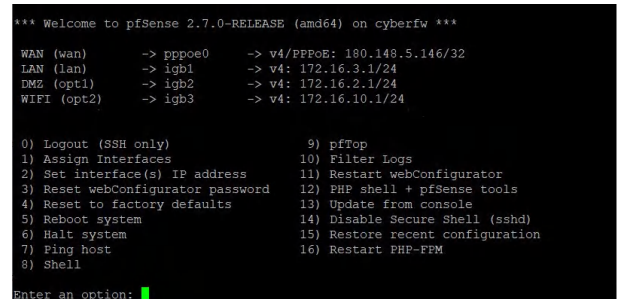 *** Welcome to pfSense 2.7.0-RELEASE (amd64) on cyberfw ***
WAN (wan) -> pppoe0 -> v4/PPPoE: 180.148.5.146/32
LAN (lan) -> igb1 -> v4: 172.16.3.1/24
DMZ (opt1) -> igb2 -> v4: 172.16.2.1/24
WIFI (opt2) -> igb3 -> v4: 172.16.10.1/24
0) Logout (SSH only) 9) pfTop
1) Assign Interfaces 10) Filter Logs
2) Set interface(s) IP address 11) Restart webConfigurator
3) Reset webConfigurator password 12) PHP shell + pfSense tools
4) Reset to factory defaults 13) Update from console
5) Reboot system 14) Disable Secure Shell (sshd)
6) Halt system 15) Restore recent configuration
7) Ping host 16) Restart PHP-FPM
8) Shell
Enter an option: